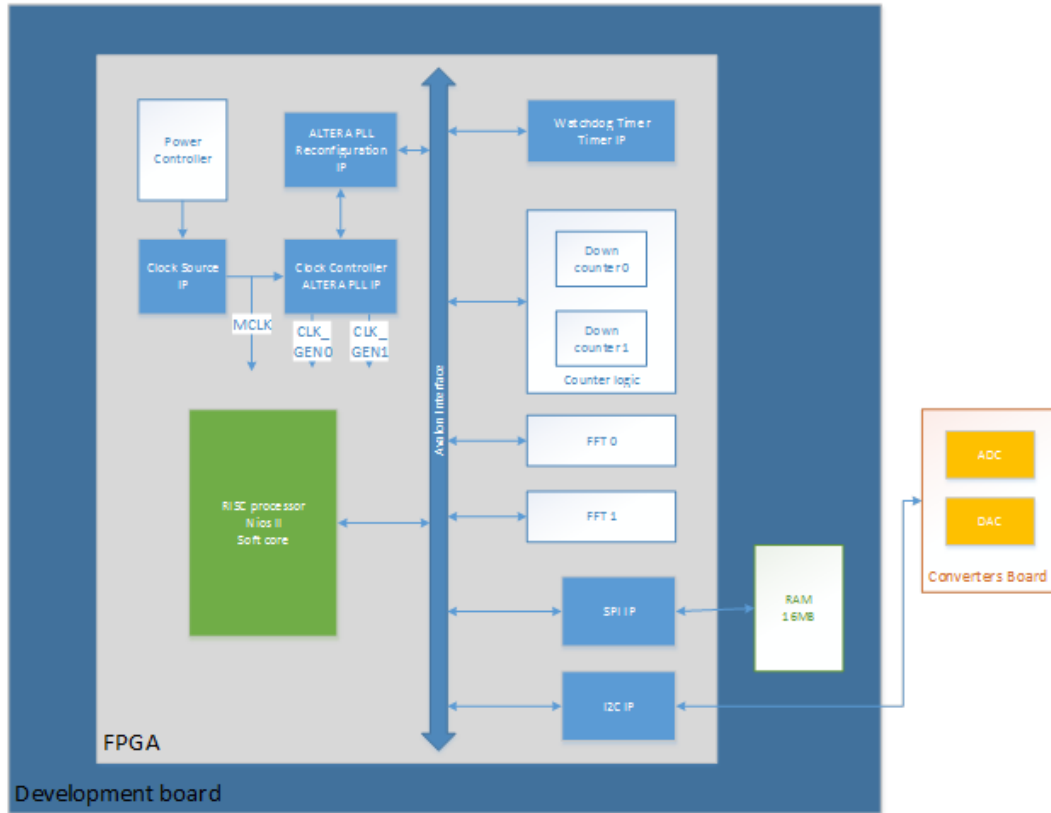 Power
Controller
ALTERA PLL
Reconfiguration
IP
Watchdog Timer
Timer IP
Clock Source
IP
Clock Controller
ALTERA PLL IP
MCLK
CLK_
GEN0
CLK_
GEN1
Down
counter 0
Down
counter 1
Counter logic
Avalon Interface
FFT 0
FFT 1
RISC processor
Nios II
Soft core
SPI IP
I2C IP
RAM
16MB
ADC
DAC
Converters Board
FPGA
Development board